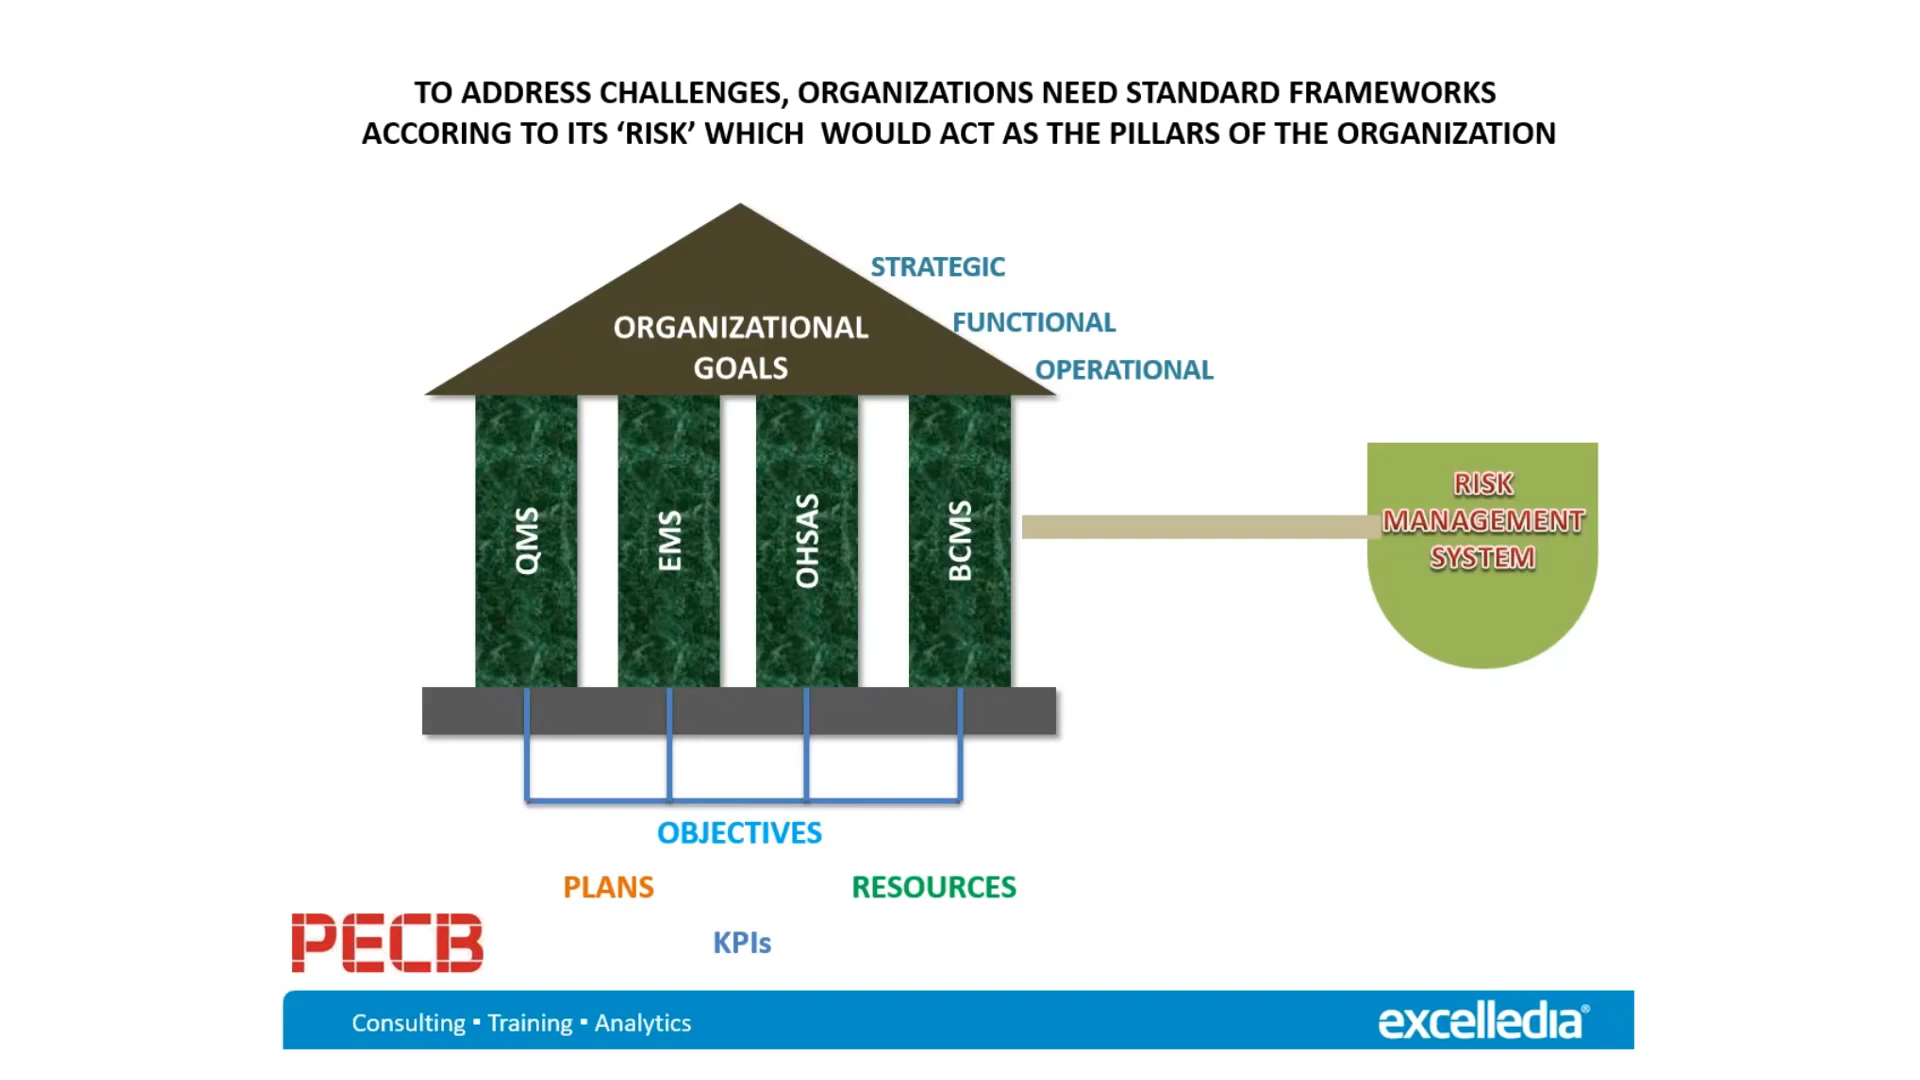 TO ADDRESS CHALLENGES, ORGANIZATIONS NEED STANDARD FRAMEWORKS
ACCORING TO ITS ‘RISK’ WHICH WOULD ACT AS THE PILLARS OF THE ORGANIZATION
STRATEGIC
ORGANIZATIONAL
GOALS
FUNCTIONAL
OPERATIONAL
QMS
EMS
OHSAS
BCMS
RISK
MANAGEMENT
SYSTEM
OBJECTIVES
PLANS
RESOURCES
KPIs
PECB
Consulting ▪ Training ▪ Analytics
excelledia®